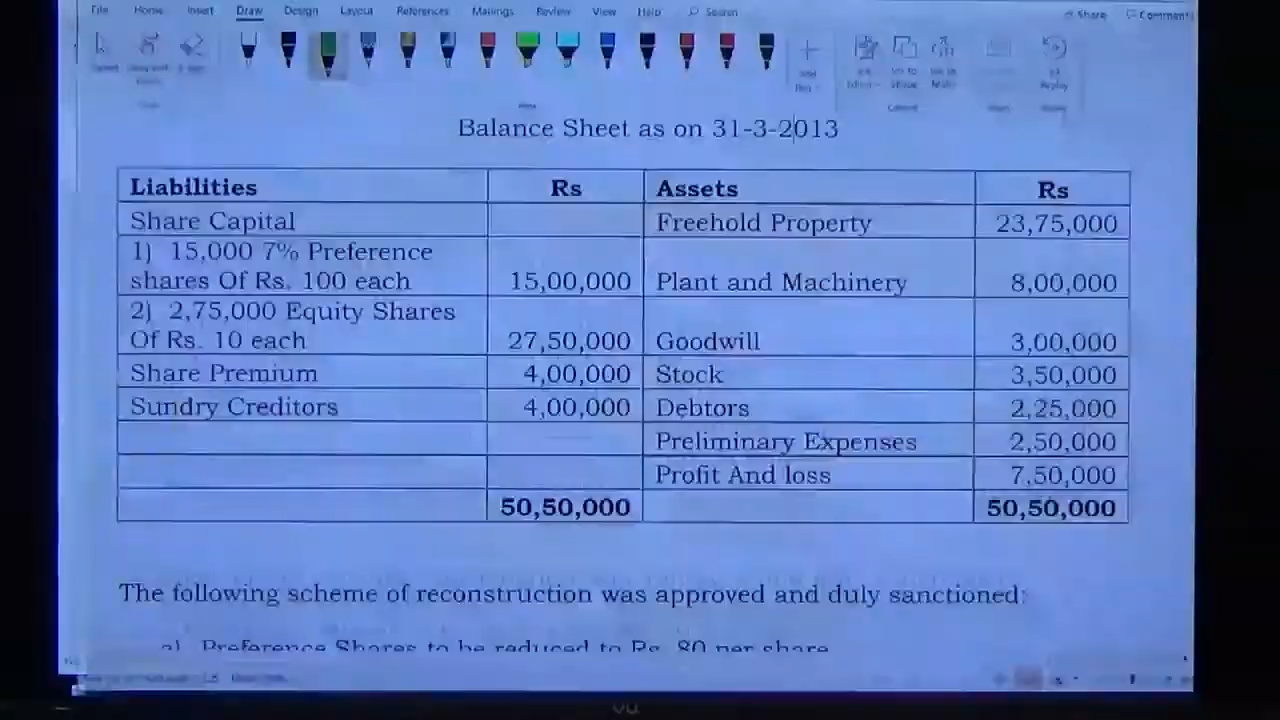 File Home Insert Draw Design Layout References Mailings Review View Help Search Share Comments
Balance Sheet as on 31-3-2013
Liabilities Rs Assets Rs
Share Capital Freehold Property 23,75,000
1) 15,000 7% Preference
shares Of Rs. 100 each 15,00,000 Plant and Machinery 8,00,000
2) 2,75,000 Equity Shares
Of Rs. 10 each 27,50,000 Goodwill 3,00,000
Share Premium 4,00,000 Stock 3,50,000
Sundry Creditors 4,00,000 Debtors 2,25,000
Preliminary Expenses 2,50,000
Profit And loss 7,50,000
50,50,000 50,50,000
The following scheme of reconstruction was approved and duly sanctioned:
a) Preference Shares to be reduced to Rs. 80 per share
vu